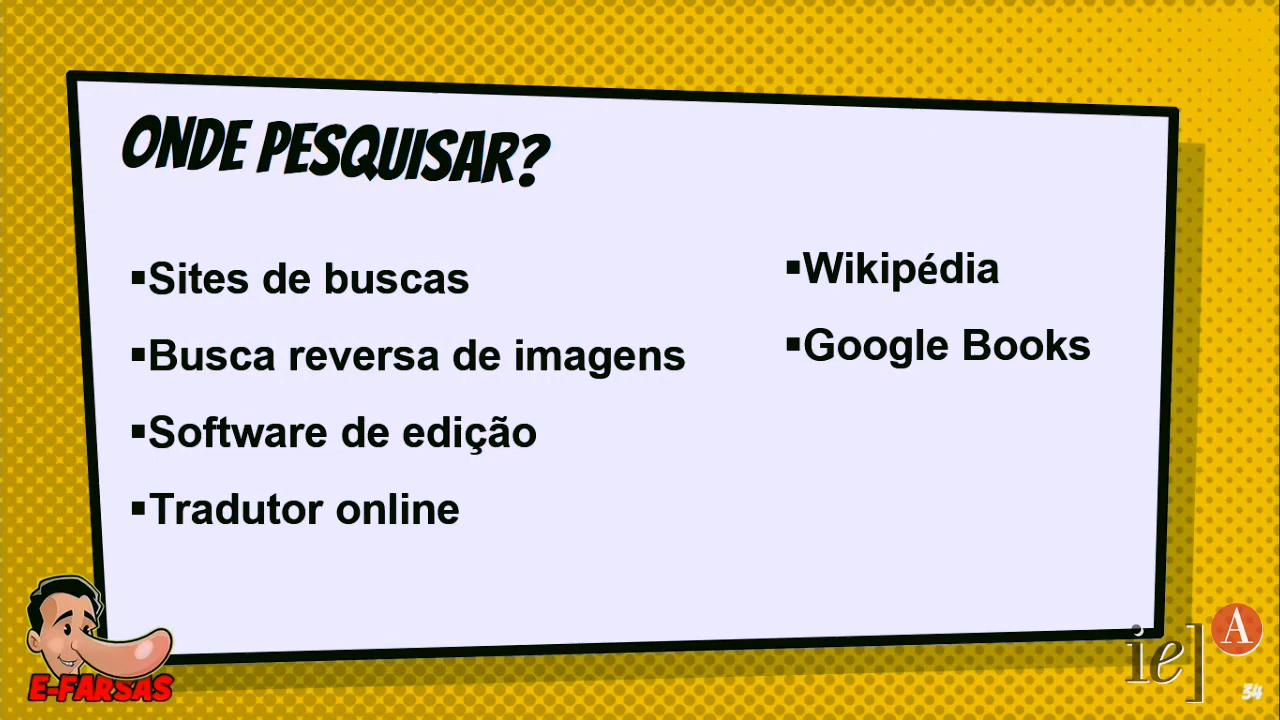 ONDE PESQUISAR?
▪Sites de buscas
▪Busca reversa de imagens
▪Software de edição
▪Tradutor online
▪Wikipédia
▪Google Books
E-FARSAS
ie]
A
34